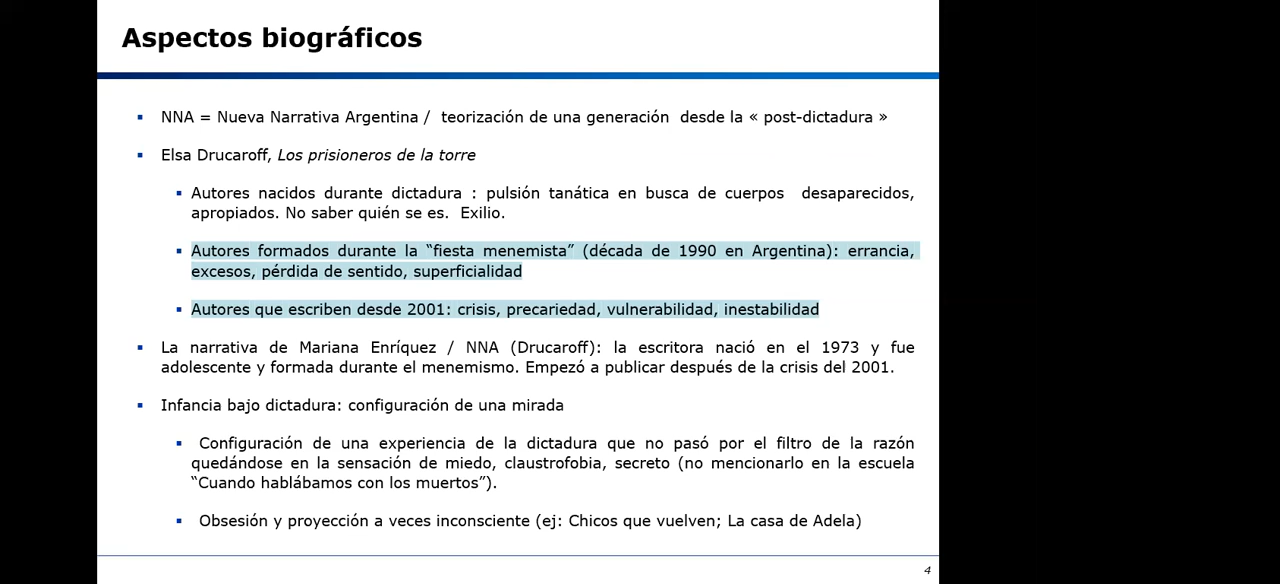 Aspectos biográficos
NNA = Nueva Narrativa Argentina / teorización de una generación desde la « post-dictadura »
Elsa Drucaroff, Los prisioneros de la torre
Autores nacidos durante dictadura : pulsión tanática en busca de cuerpos desaparecidos,
apropiados. No saber quién se es. Exilio.
Autores formados durante la “fiesta menemista” (década de 1990 en Argentina): errancia,
excesos, pérdida de sentido, superficialidad
Autores que escriben desde 2001: crisis, precariedad, vulnerabilidad, inestabilidad
La narrativa de Mariana Enríquez / NNA (Drucaroff): la escritora nació en el 1973 y fue
adolescente y formada durante el menemismo. Empezó a publicar después de la crisis del 2001.
Infancia bajo dictadura: configuración de una mirada
Configuración de una experiencia de la dictadura que no pasó por el filtro de la razón
quedándose en la sensación de miedo, claustrofobia, secreto (no mencionarlo en la escuela
“Cuando hablábamos con los muertos”).
Obsesión y proyección a veces inconsciente (ej: Chicos que vuelven; La casa de Adela)
4